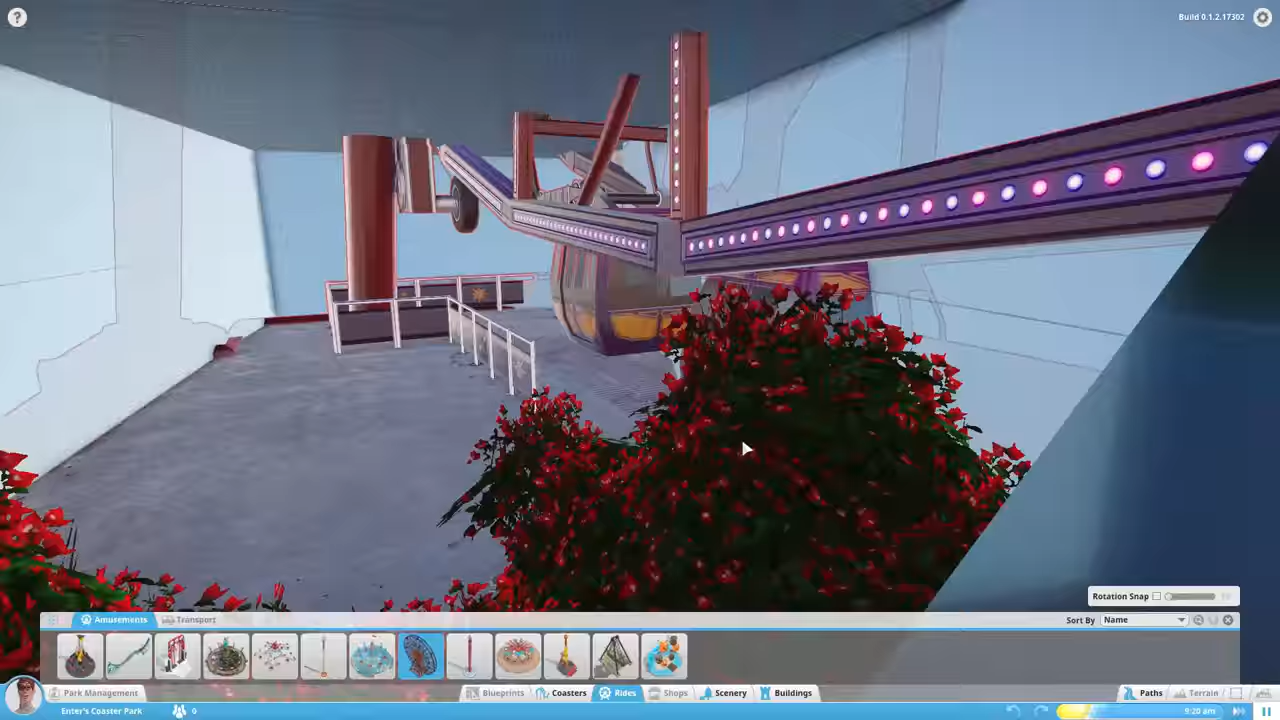 ?
Build 0.1.2.17302
Rotation Snap
Amusements Transport Sort By Name
Park Management Blueprints Coasters Rides Shops Scenery Buildings Paths Terrain
Enter's Coaster Park 0 9:20 am